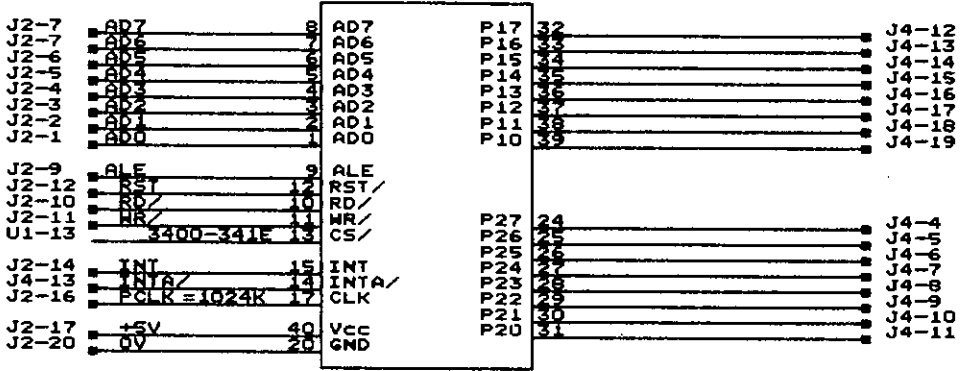 J2-7 AD7 8 AD7 P17 32 J4-12
J2-7 AD6 7 AD6 P16 33 J4-13
J2-6 AD5 6 AD5 P15 34 J4-14
J2-5 AD4 5 AD4 P14 35 J4-15
J2-4 AD3 4 AD3 P13 36 J4-16
J2-3 AD2 3 AD2 P12 37 J4-17
J2-2 AD1 2 AD1 P11 38 J4-18
J2-1 AD0 1 AD0 P10 39 J4-19
J2-9 ALE 9 ALE
J2-12 RST 12 RST/
J2-10 RD/ 10 RD/
J2-11 WR/ 11 WR/ P27 24 J4-4
U1-13 3400-341E 13 CS/ P26 25 J4-5
P25 26 J4-6
J2-14 INT 15 INT P24 27 J4-7
J4-13 INTA/ 14 INTA/ P23 28 J4-8
J2-16 PCLK=1024K 17 CLK P22 29 J4-9
P21 30 J4-10
J2-17 +5V 40 Vcc P20 31 J4-11
J2-20 0V 20 GND